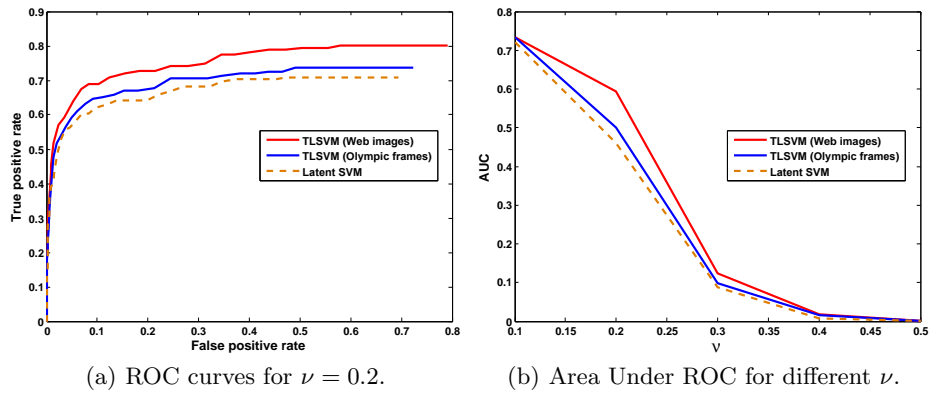 True positive rate
0.9
0.8
0.7
0.6
0.5
0.4
0.3
0.2
0.1
0
0 0.1 0.2 0.3 0.4 0.5 0.6 0.7 0.8
False positive rate
TLSVM (Web images)
TLSVM (Olympic frames)
Latent SVM
(a) ROC curves for ν = 0.2.
AUC
0.8
0.7
0.6
0.5
0.4
0.3
0.2
0.1
0
0.1 0.15 0.2 0.25 0.3 0.35 0.4 0.45 0.5
ν
TLSVM (Web images)
TLSVM (Olympic frames)
Latent SVM
(b) Area Under ROC for different ν.